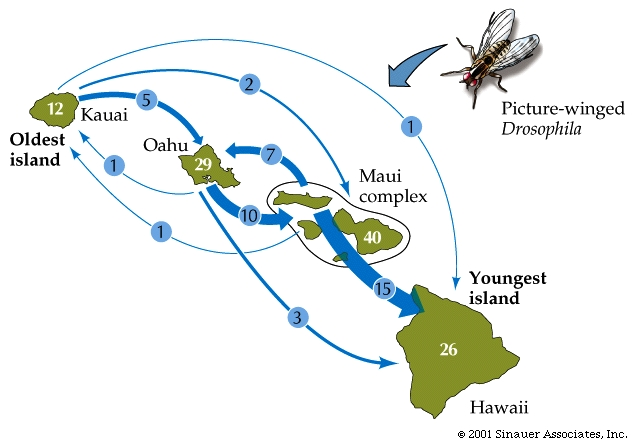 2
Picture-winged
Drosophila
12
Kauai
5
1
Oldest
island
Oahu
29
7
Maui
complex
1
1
10
40
15
Youngest
island
3
26
Hawaii
© 2001 Sinauer Associates, Inc.